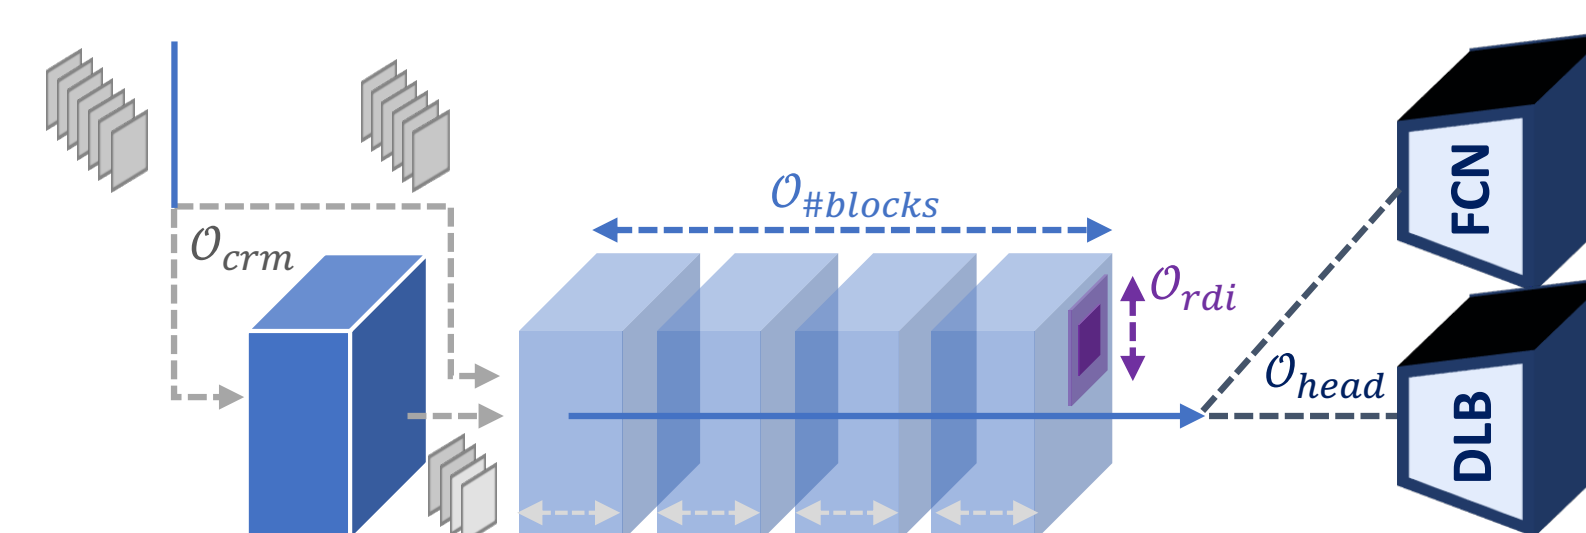 𝒪crm
𝒪#blocks
𝒪rdi
𝒪head
FCN
DLB